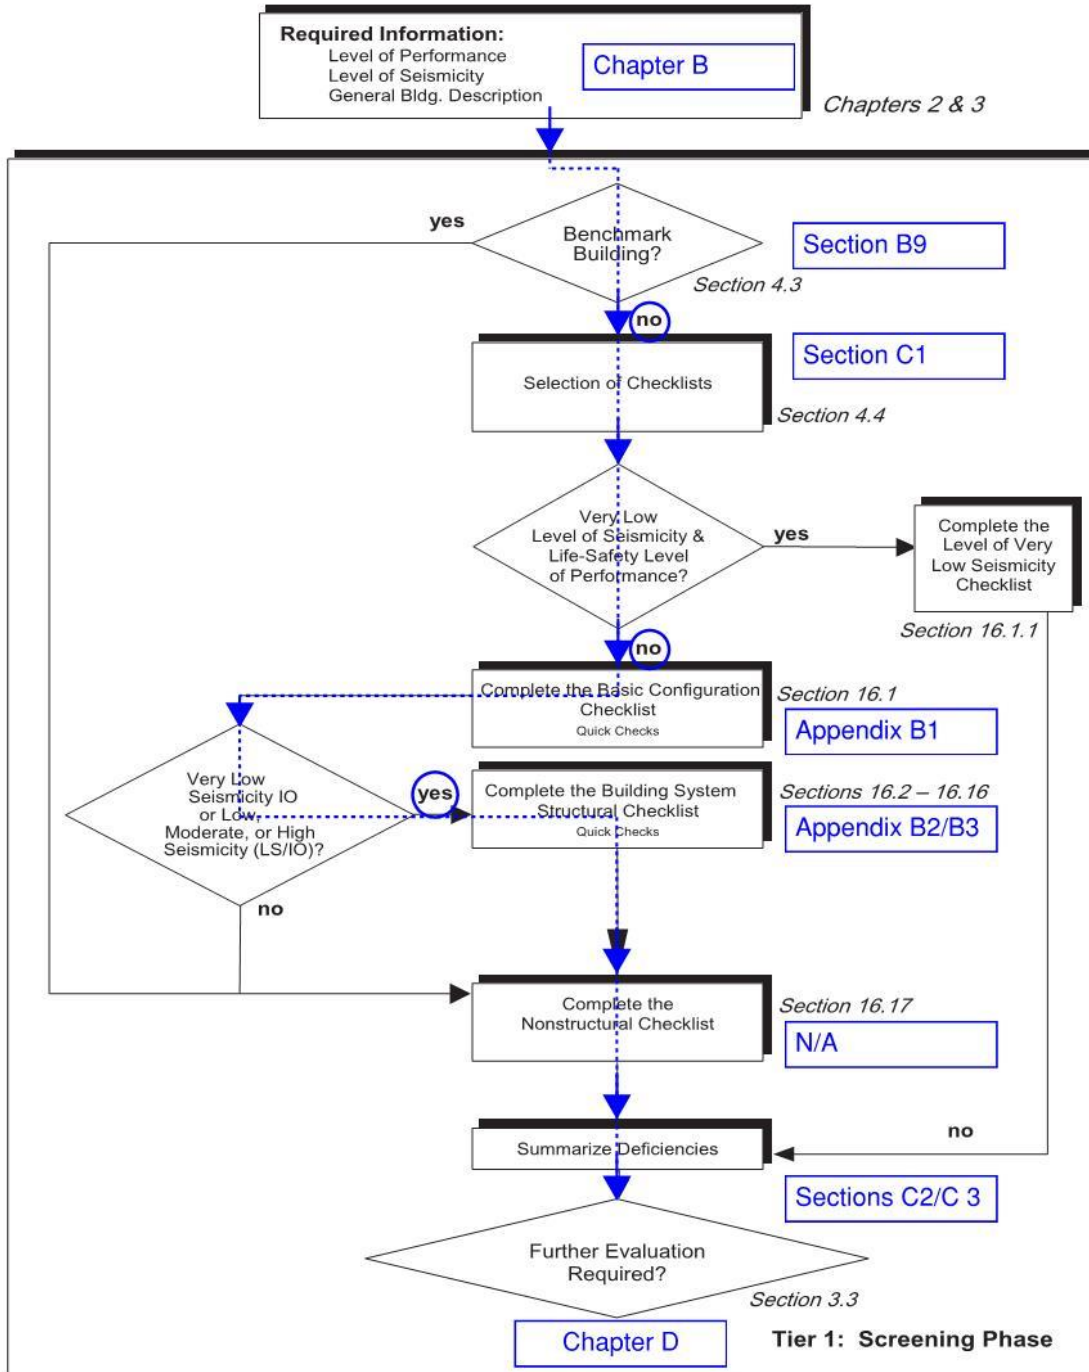 Required Information:
Level of Performance
Level of Seismicity
General Bldg. Description
Chapter B
Chapters 2 & 3
yes
Benchmark
Building?
Section B9
Section 4.3
no
Section C1
Selection of Checklists
Section 4.4
Very Low
Level of Seismicity &
Life-Safety Level
of Performance?
yes
Complete the
Level of Very
Low Seismicity
Checklist
Section 16.1.1
no
Complete the Basic Configuration
Checklist
Quick Checks
Section 16.1
Appendix B1
Very Low
Seismicity IO
or Low,
Moderate, or High
Seismicity (LS/IO)?
yes
Complete the Building System
Structural Checklist
Quick Checks
Sections 16.2 – 16.16
Appendix B2/B3
no
Complete the
Nonstructural Checklist
Section 16.17
N/A
no
Summarize Deficiencies
Sections C2/C 3
Further Evaluation
Required?
Section 3.3
Chapter D
Tier 1: Screening Phase